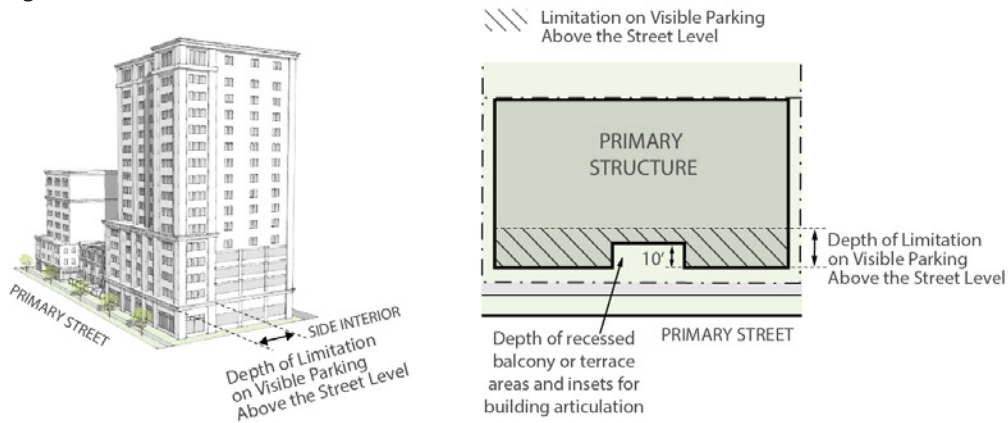 PRIMARY STREET
SIDE INTERIOR
Depth of Limitation
on Visible Parking
Above the Street Level
Limitation on Visible Parking
Above the Street Level
PRIMARY
STRUCTURE
10'
Depth of Limitation
on Visible Parking
Above the Street Level
PRIMARY STREET
Depth of recessed
balcony or terrace
areas and insets for
building articulation